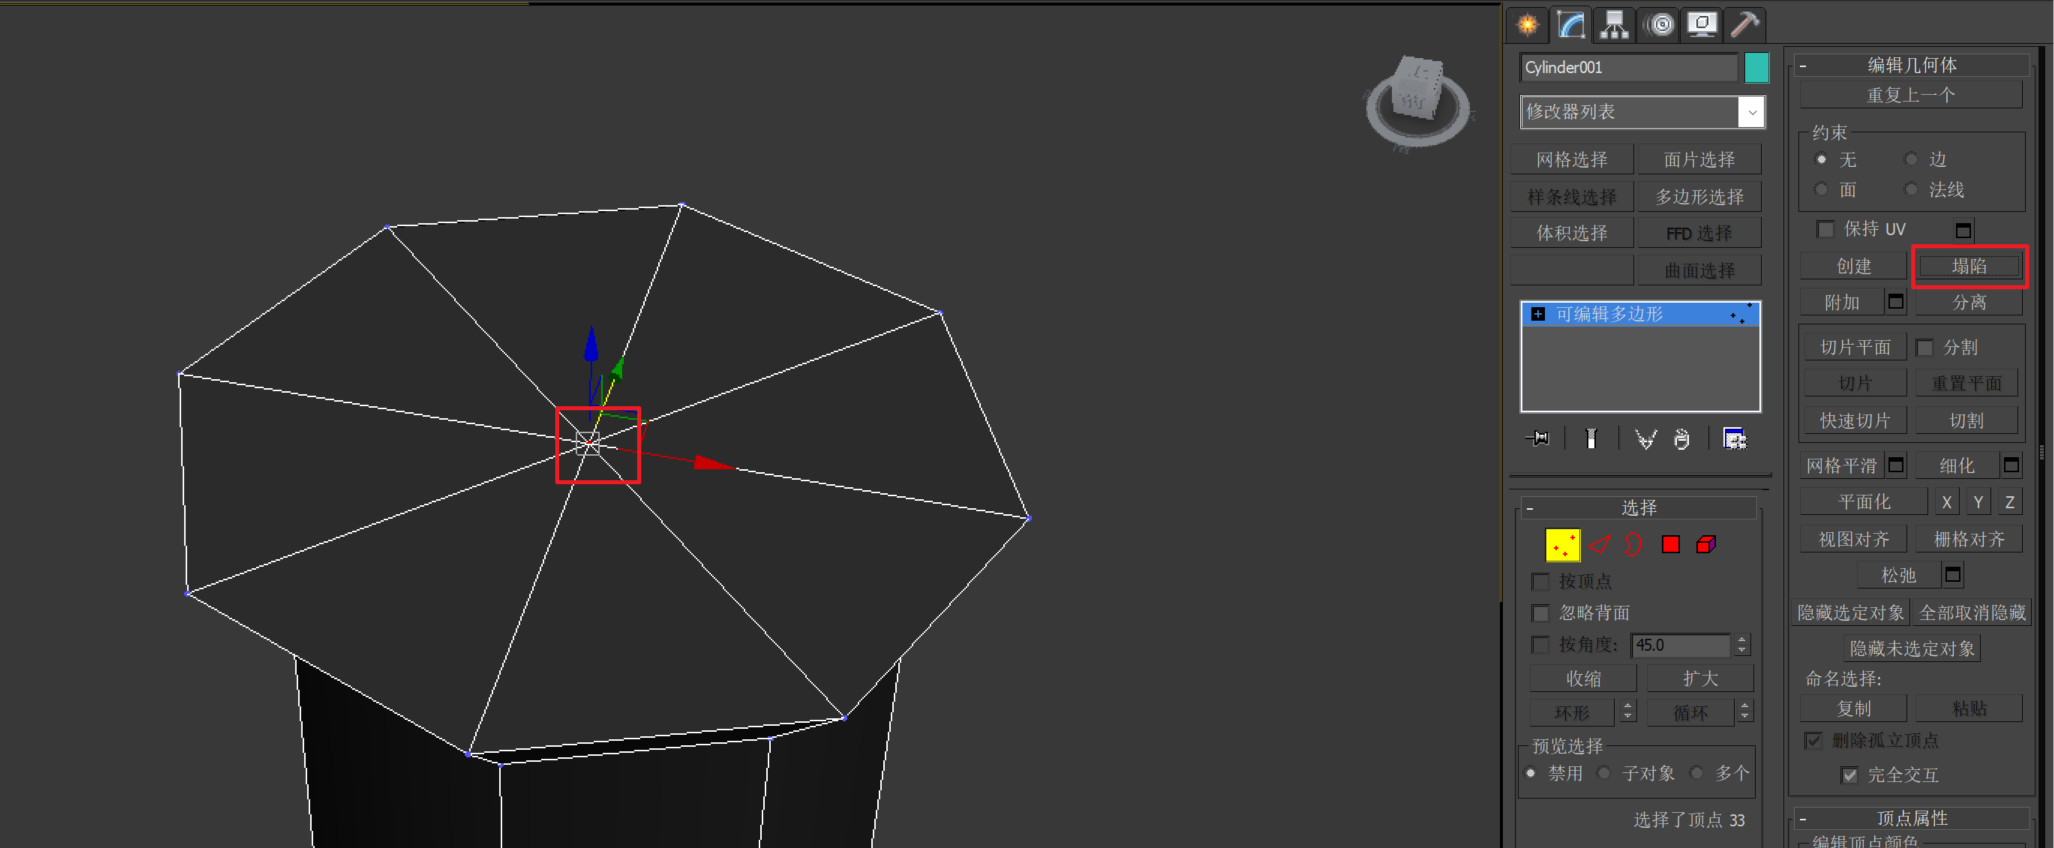 Cylinder001
修改器列表
网格选择 面片选择
样条线选择 多边形选择
体积选择 FFD 选择
曲面选择
可编辑多边形
选择
按顶点
忽略背面
按角度: 45.0
收缩 扩大
环形 循环
预览选择
禁用 子对象 多个
选择了顶点 33
编辑几何体
重复上一个
约束
无 边
面 法线
保持 UV
创建 塌陷
附加 分离
切片平面 分割
切片 重置平面
快速切片 切割
网格平滑 细化
平面化 X Y Z
视图对齐 栅格对齐
松弛
隐藏选定对象 全部取消隐藏
隐藏未选定对象
命名选择:
复制 粘贴
删除孤立顶点
完全交互
顶点属性
编辑顶点颜色